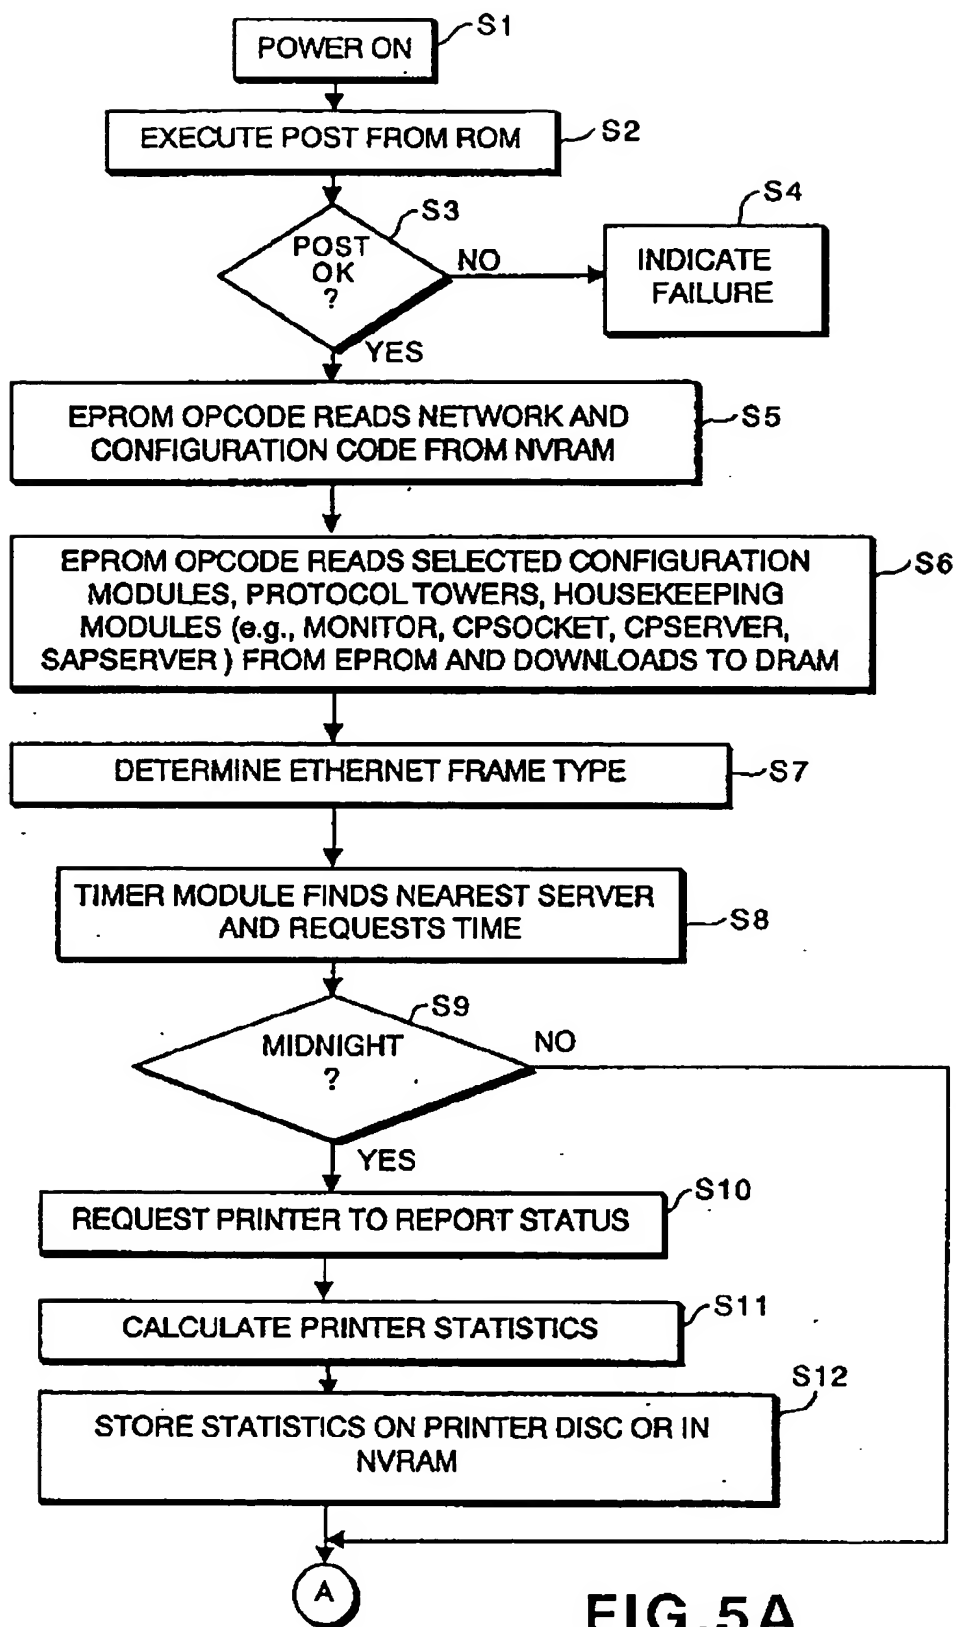 POWER ON
S1
EXECUTE POST FROM ROM
S2
POST
OK
?
S3
NO
YES
INDICATE
FAILURE
S4
EPROM OPCODE READS NETWORK AND
CONFIGURATION CODE FROM NVRAM
S5
EPROM OPCODE READS SELECTED CONFIGURATION
MODULES, PROTOCOL TOWERS, HOUSEKEEPING
MODULES (e.g., MONITOR, CPSOCKET, CPSERVER,
SAPSERVER ) FROM EPROM AND DOWNLOADS TO DRAM
S6
DETERMINE ETHERNET FRAME TYPE
S7
TIMER MODULE FINDS NEAREST SERVER
AND REQUESTS TIME
S8
MIDNIGHT
?
S9
NO
YES
REQUEST PRINTER TO REPORT STATUS
S10
CALCULATE PRINTER STATISTICS
S11
STORE STATISTICS ON PRINTER DISC OR IN
NVRAM
S12
A
FIG.5A